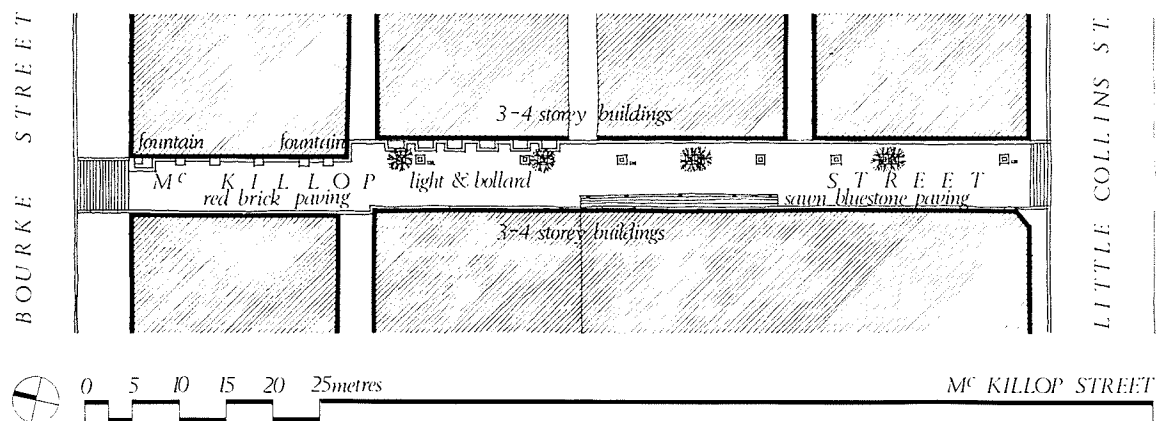 BOURKE STREET
LITTLE COLLINS ST.
3-4 storey buildings
fountain fountain
Mc KILLOP STREET
light & bollard
red brick paving
sawn bluestone paving
3-4 storey buildings
0 5 10 15 20 25metres
Mc KILLOP STREET